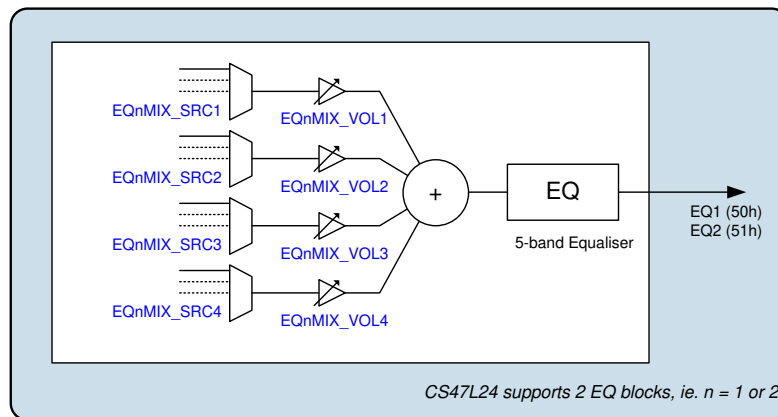 EQnMIX_SRC1
EQnMIX_VOL1
EQnMIX_SRC2
EQnMIX_VOL2
EQnMIX_SRC3
EQnMIX_VOL3
EQnMIX_SRC4
EQnMIX_VOL4
+
EQ
5-band Equaliser
EQ1 (50h)
EQ2 (51h)
CS47L24 supports 2 EQ blocks, ie. n = 1 or 2